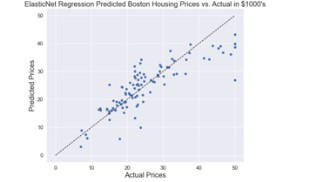 ElasticNet Regression Predicted Boston Housing Prices vs. Actual in $1000's
50
40
30
20
10
0
Predicted Prices
0 10 20 30 40 50
Actual Prices